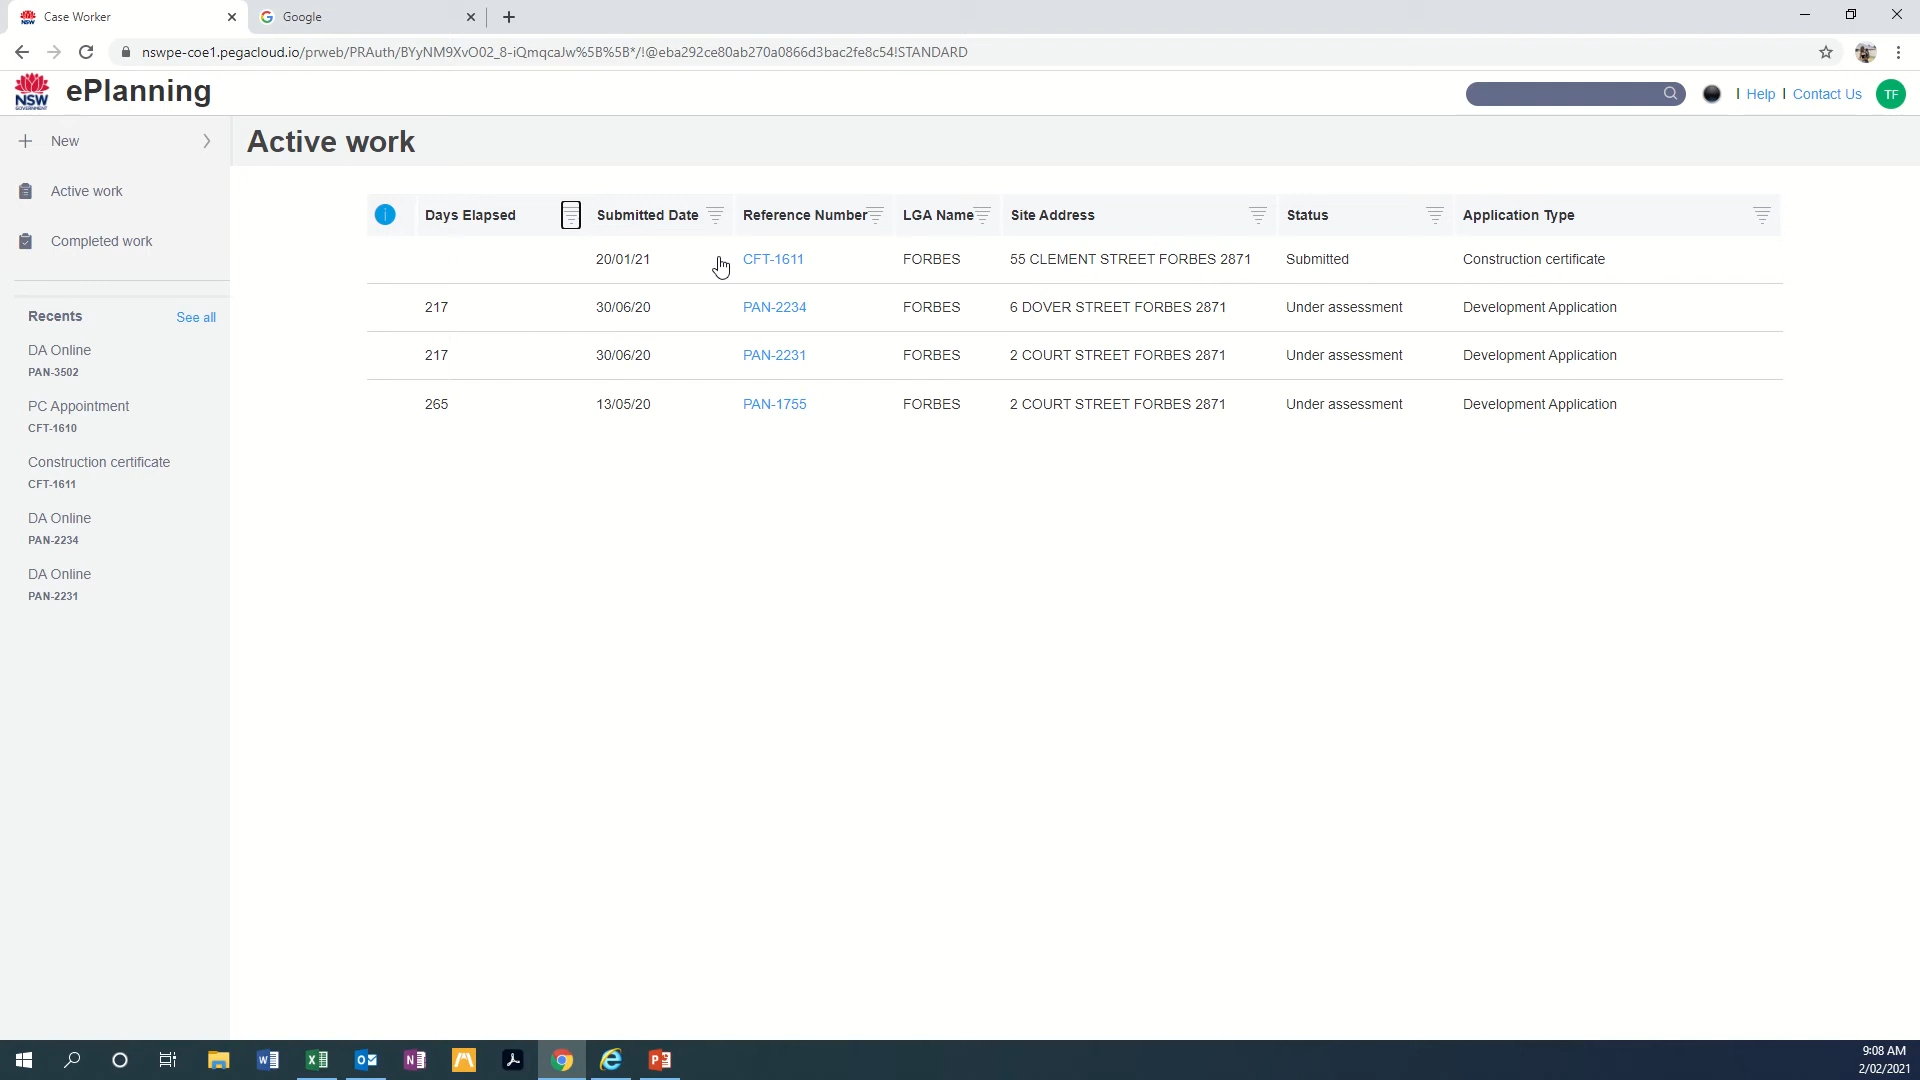 Case Worker
Google
nswpe-coe1.pegacloud.io/prweb/PRAuth/BYyNM9XvO02_8-iQmqcaJw%5B%5B*/!@eba292ce80ab270a0866d3bac2fe8c54!STANDARD
NSW
GOVERNMENT
ePlanning
Help
Contact Us
TF
New
Active work
Active work
Completed work
Days Elapsed Submitted Date Reference Number LGA Name Site Address Status Application Type
20/01/21 CFT-1611 FORBES 55 CLEMENT STREET FORBES 2871 Submitted Construction certificate
217 30/06/20 PAN-2234 FORBES 6 DOVER STREET FORBES 2871 Under assessment Development Application
217 30/06/20 PAN-2231 FORBES 2 COURT STREET FORBES 2871 Under assessment Development Application
265 13/05/20 PAN-1755 FORBES 2 COURT STREET FORBES 2871 Under assessment Development Application
Recents See all
DA Online
PAN-3502
PC Appointment
CFT-1610
Construction certificate
CFT-1611
DA Online
PAN-2234
DA Online
PAN-2231
9:08 AM
2/02/2021